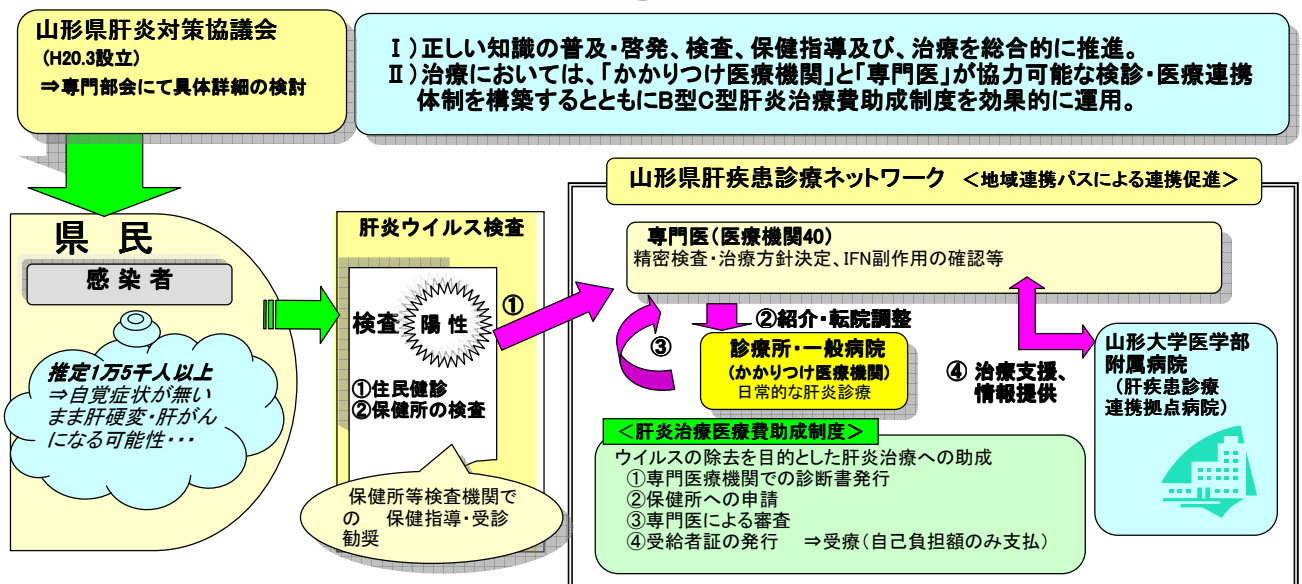 山形県肝炎対策協議会
(H20.3設立)
⇒専門部会にて具体詳細の検討
Ⅰ)正しい知識の普及・啓発、検査、保健指導及び、治療を総合的に推進。
Ⅱ)治療においては、「かかりつけ医療機関」と「専門医」が協力可能な検診・医療連携
体制を構築するとともにB型C型肝炎治療費助成制度を効果的に運用。
県 民
感 染 者
推定1万5千人以上
⇒自覚症状が無い
まま肝硬変・肝がん
になる可能性・・・
肝炎ウイルス検査
検査
陽 性
①住民健診
②保健所の検査
保健所等検査機関で
の 保健指導・受診
勧奨
①
山形県肝疾患診療ネットワーク <地域連携パスによる連携促進>
専門医(医療機関40)
精密検査・治療方針決定、IFN副作用の確認等
②紹介・転院調整
③
診療所・一般病院
(かかりつけ医療機関)
日常的な肝炎診療
④ 治療支援、
情報提供
山形大学医学部
附属病院
(肝疾患診療
連携拠点病院)
<肝炎治療医療費助成制度>
ウイルスの除去を目的とした肝炎治療への助成
①専門医療機関での診断書発行
②保健所への申請
③専門医による審査
④受給者証の発行 ⇒受療(自己負担額のみ支払)